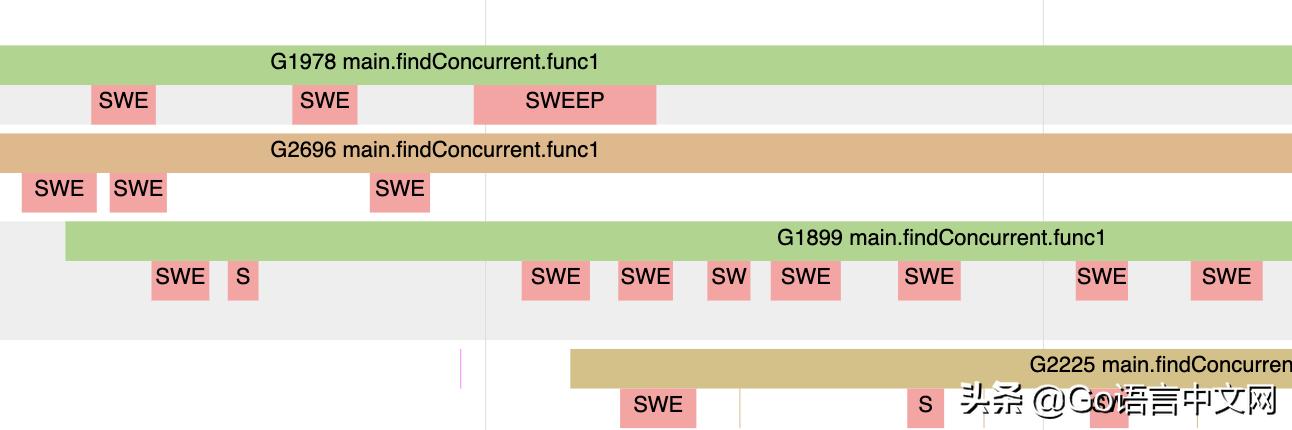 G1978 main.findConcurrent.func1
SWE SWE SWEEP
G2696 main.findConcurrent.func1
SWE SWE SWE
G1899 main.findConcurrent.func1
SWE S SWE SWE SW SWE SWE SWE SWE
G2225 main.findConcurren
SWE S
头条 @Go语言中文网